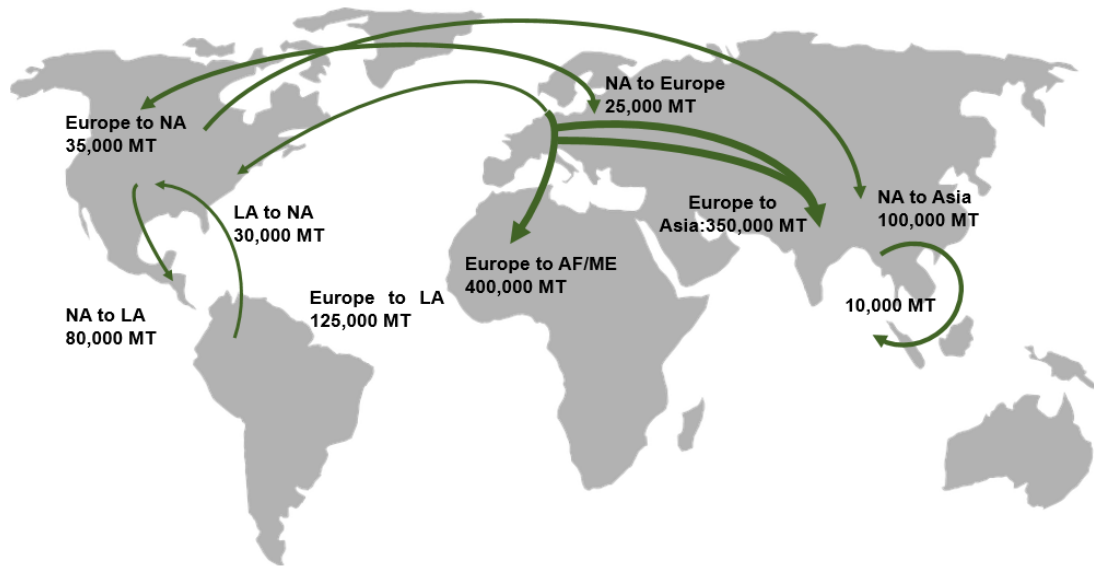 NA to Europe
25,000 MT
Europe to NA
35,000 MT
NA to Asia
100,000 MT
Europe to
Asia:350,000 MT
LA to NA
30,000 MT
Europe to AF/ME
400,000 MT
Europe to LA
125,000 MT
10,000 MT
NA to LA
80,000 MT